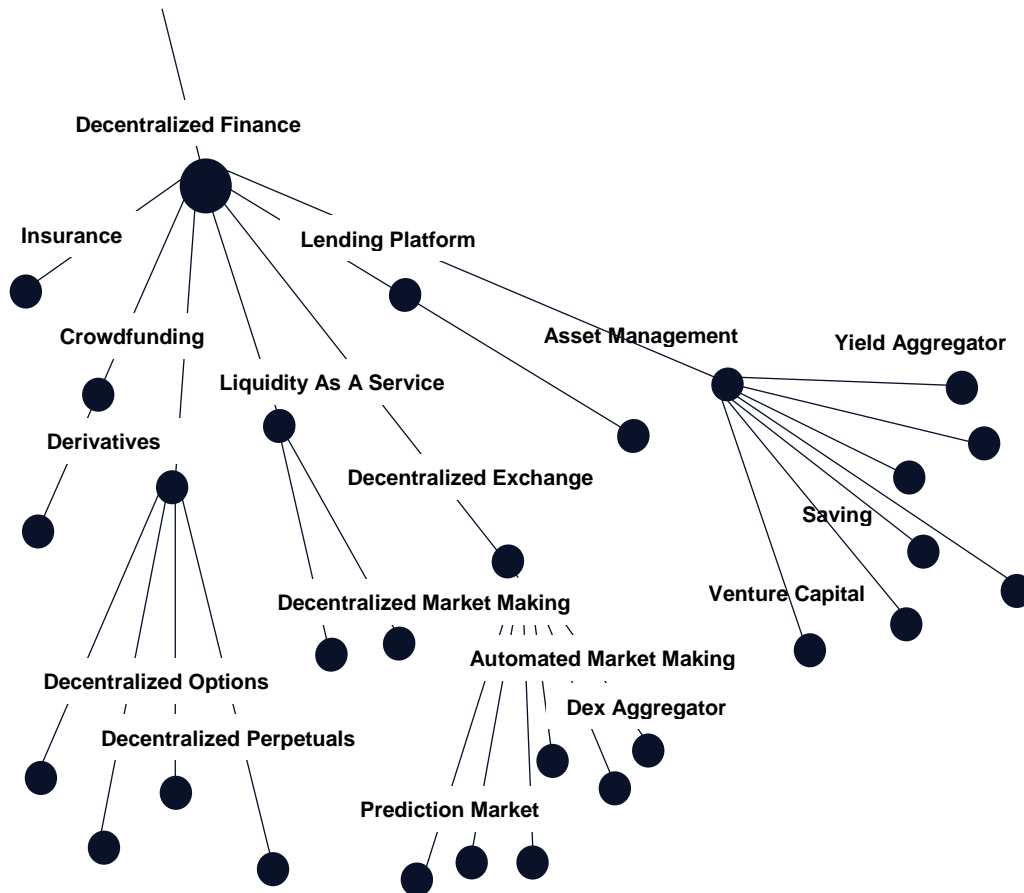 Decentralized Finance
Insurance
Lending Platform
Crowdfunding
Asset Management
Yield Aggregator
Liquidity As A Service
Derivatives
Decentralized Exchange
Saving
Venture Capital
Decentralized Market Making
Automated Market Making
Decentralized Options
Dex Aggregator
Decentralized Perpetuals
Prediction Market